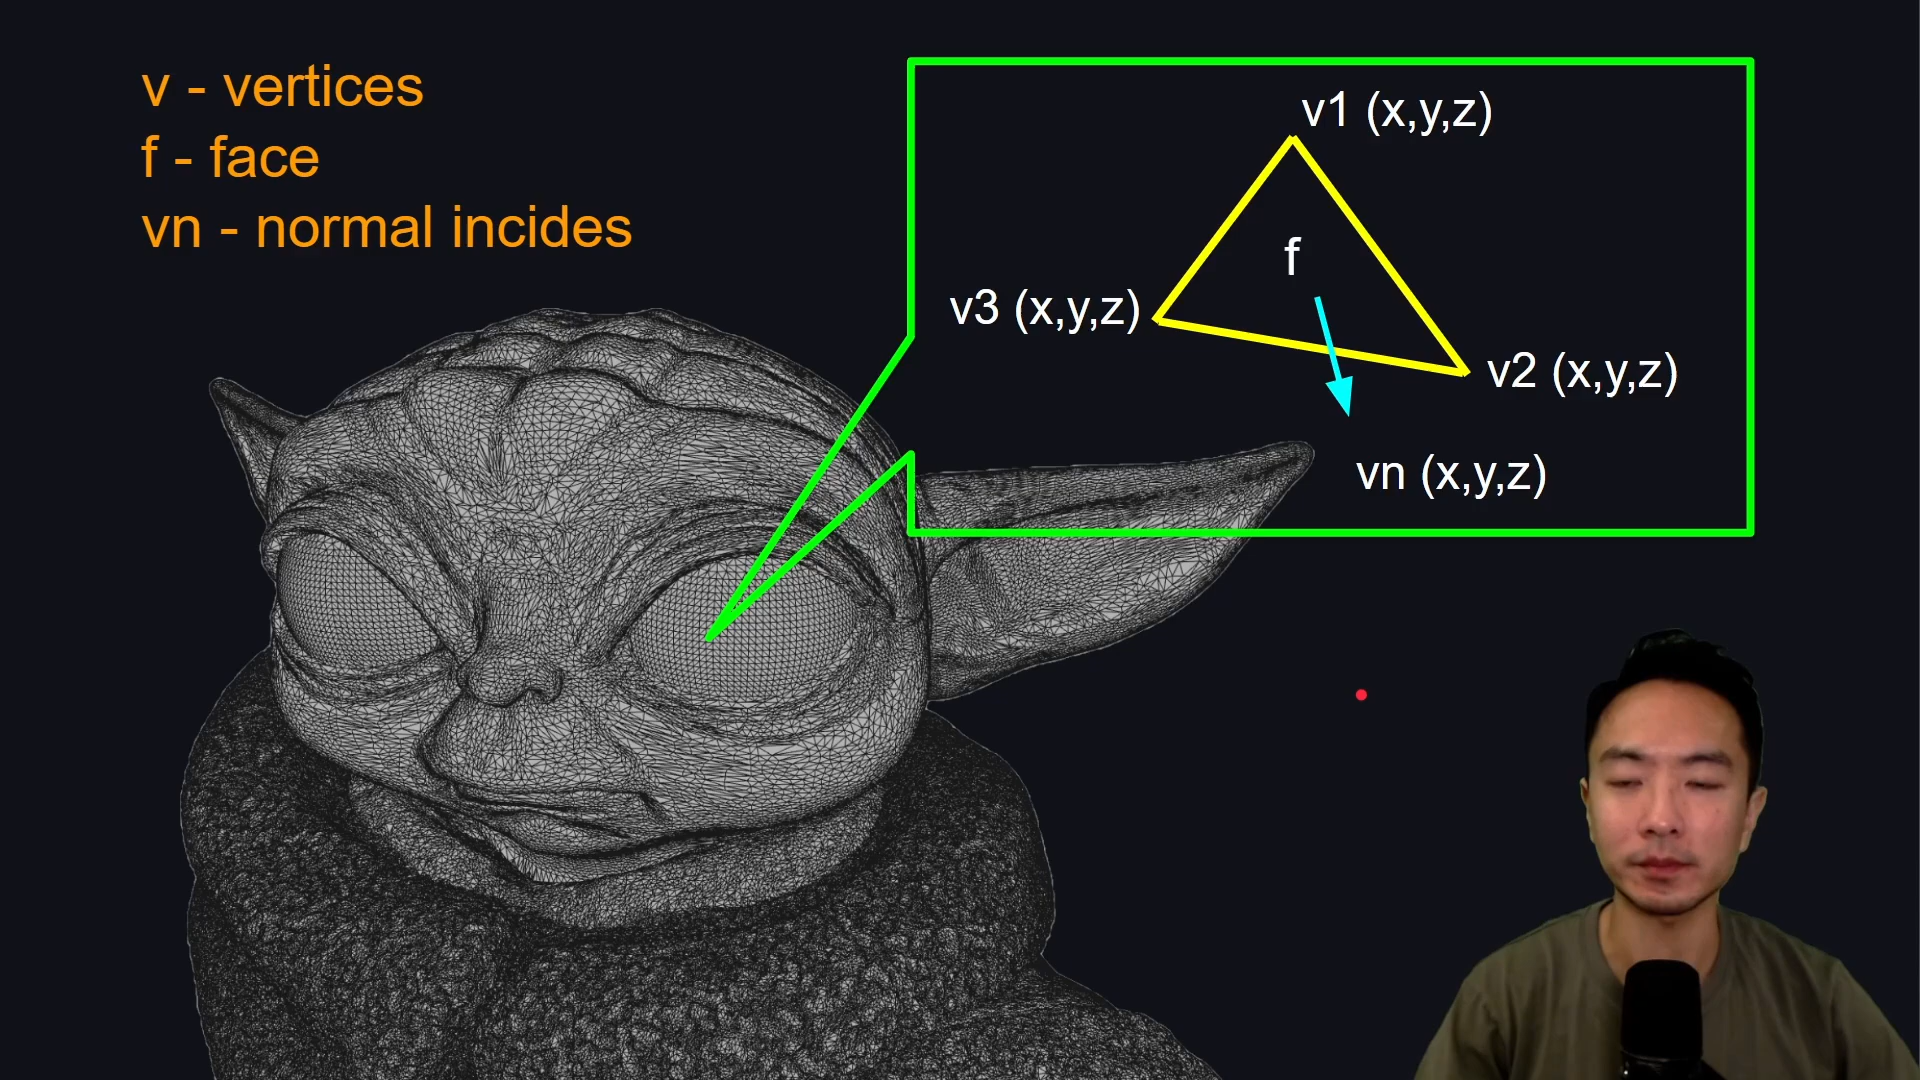 v - vertices
f - face
vn - normal incides
v1 (x,y,z)
f
v3 (x,y,z)
v2 (x,y,z)
vn (x,y,z)